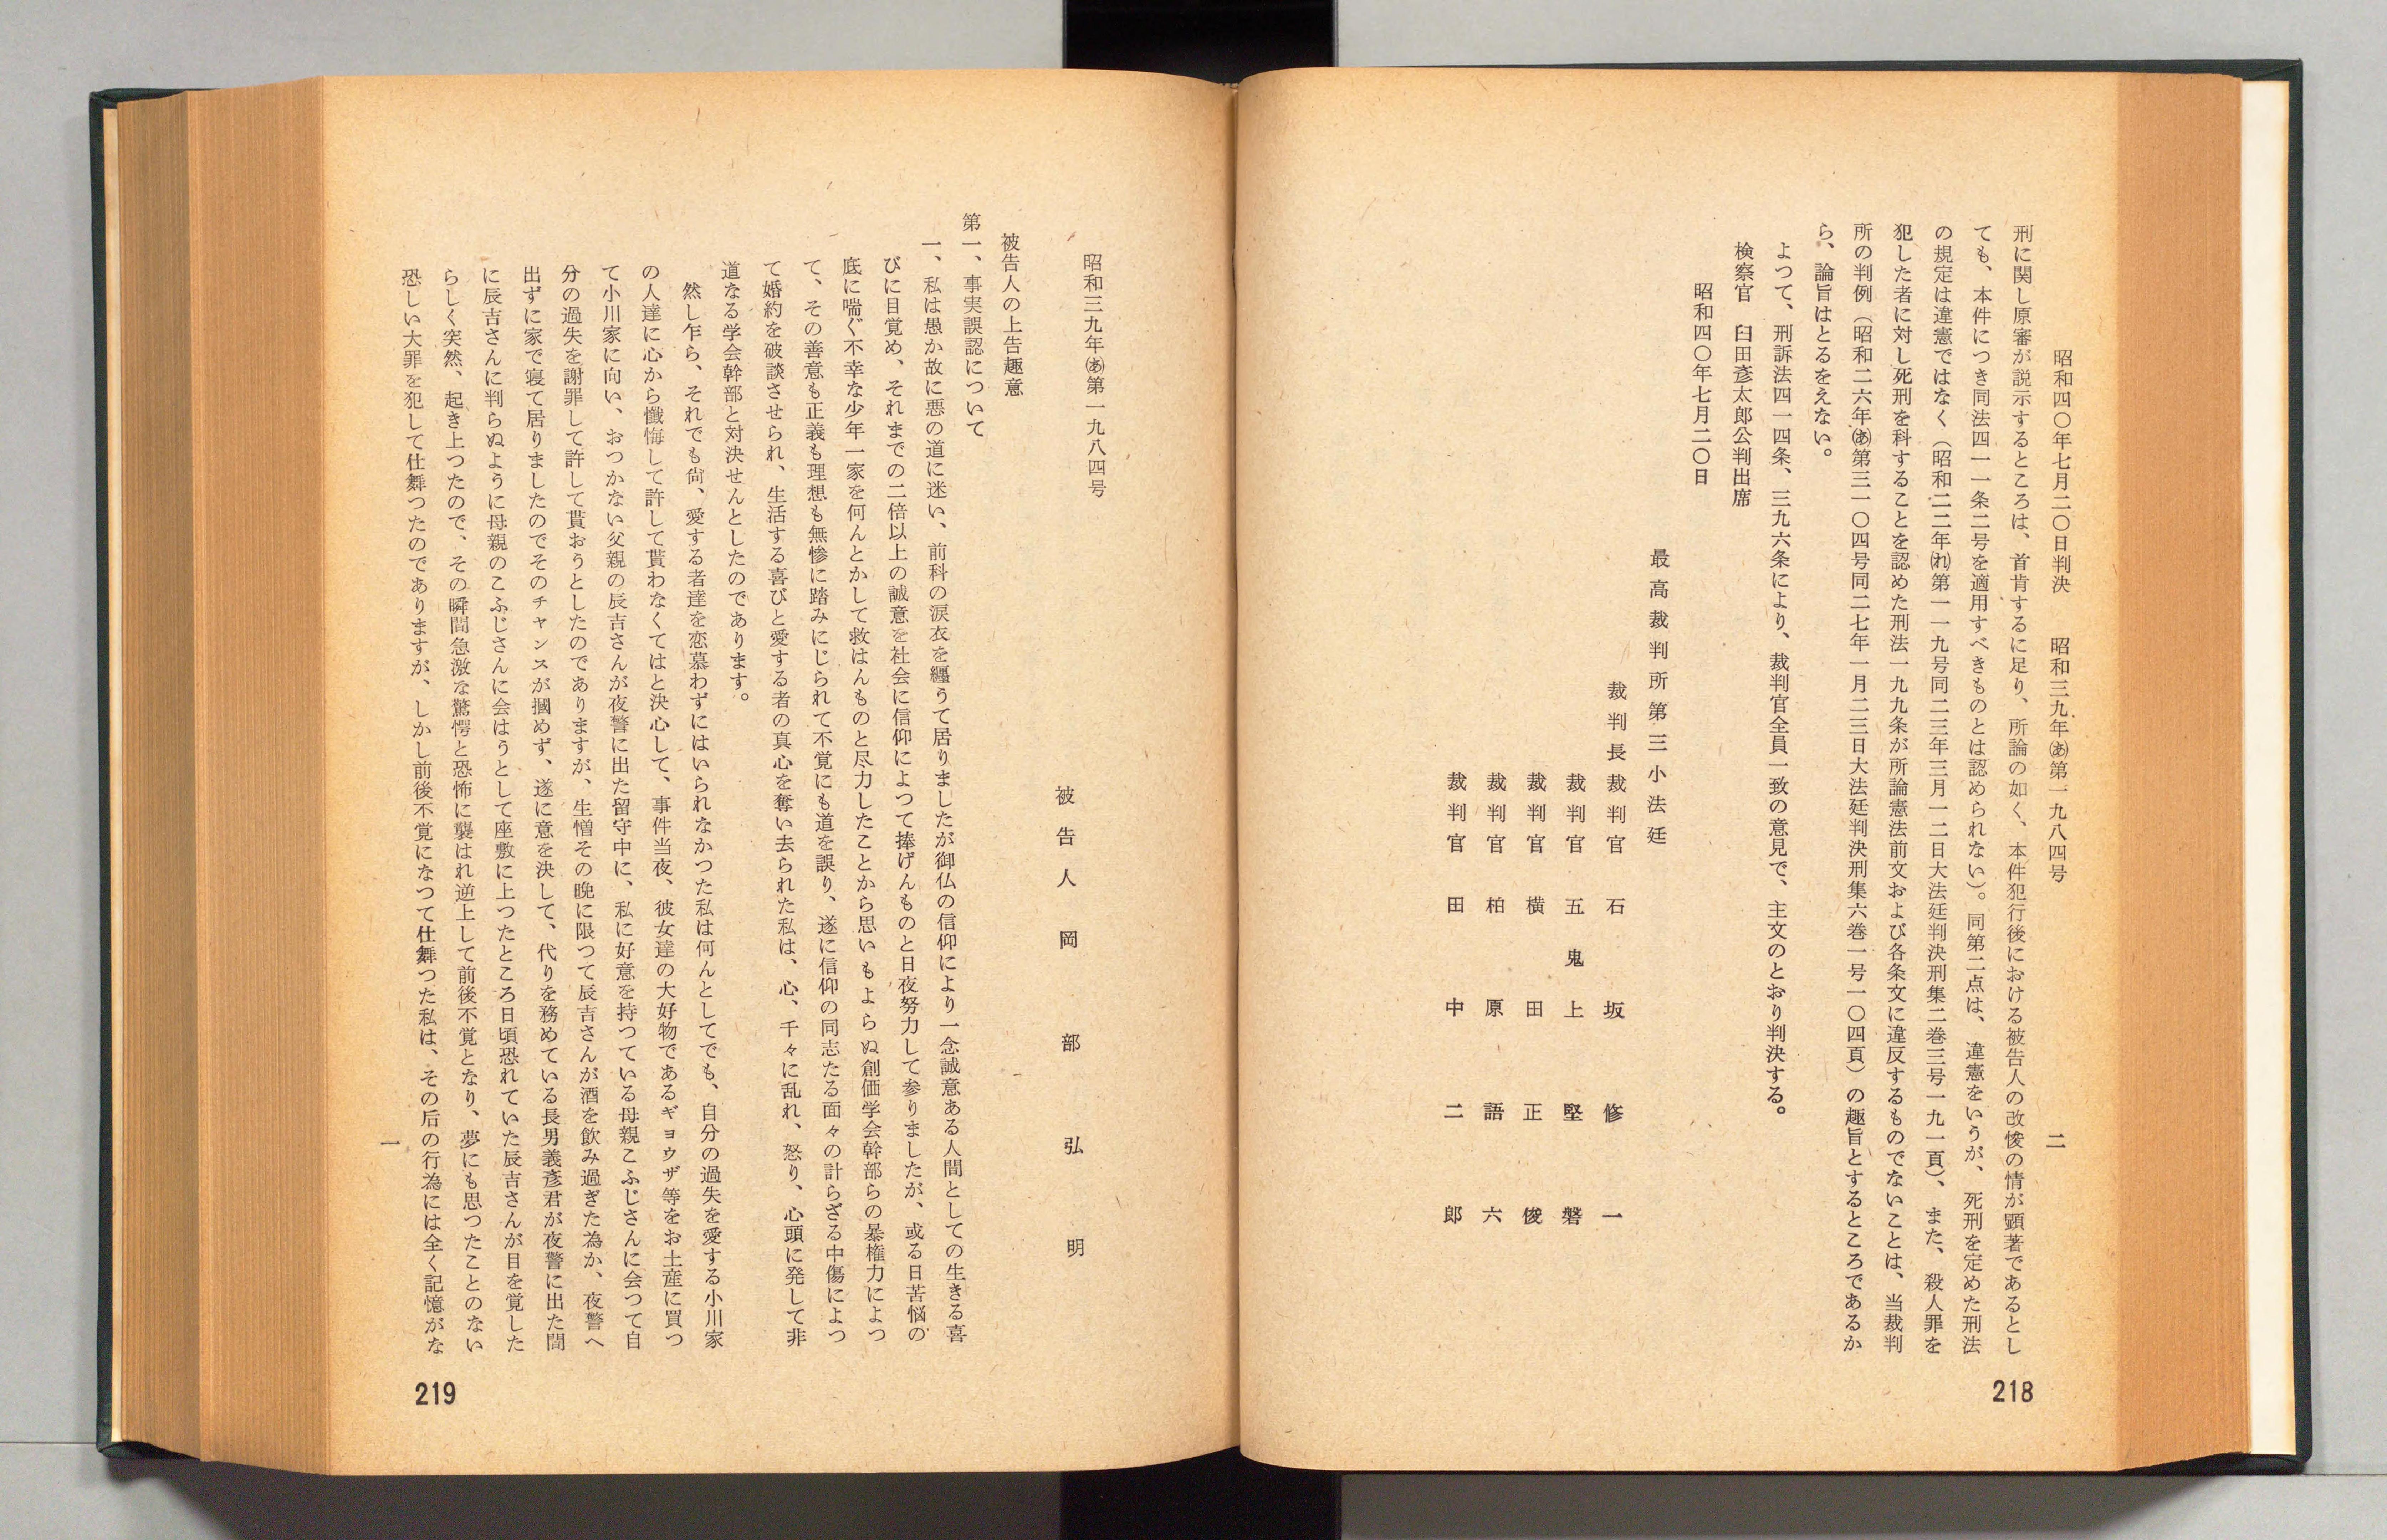 昭和四〇年七月二〇日判決　昭和三九年㋐第一九八四号
二
刑に関し原審が説示するところは、首肯するに足り、所論の如く、本件犯行後における被告人の改悛の情が顕著であるとし
ても、本件につき同法四一一条二号を適用すべきものとは認められない)。同第二点は、違憲をいうが、死刑を定めた刑法
の規定は違憲ではなく（昭和二二年㋹第一一九号同二三年三月一二日大法廷判決刑集二巻三号一九一頁）、また、殺人罪を
犯した者に対し死刑を科することを認めた刑法一九九条が所論憲法前文および各条文に違反するものでないことは、当裁判
所の判例（昭和二六年㋐第三一〇四号同二七年一月二三日大法廷判決刑集六巻一号一〇四頁）の趣旨とするところであるか
ら、論旨はとるをえない。
よつて、刑訴法四一四条、三九六条により、裁判官全員一致の意見で、主文のとおり判決する。
検察官　臼田彦太郎公判出席
昭和四〇年七月二〇日
最高裁判所第三小法廷
裁判長裁判官　石坂修一
裁判官　五鬼上堅磐
裁判官　横田正俊
裁判官　柏原語六
裁判官　田中二郎
218
昭和三九年㋐第一九八四号
被告人　岡部弘明
被告人の上告趣意
第一、事実誤認について
一、私は愚か故に悪の道に迷い、前科の涙衣を纒うて居りましたが御仏の信仰により一念誠意ある人間としての生きる喜
びに目覚め、それまでの二倍以上の誠意を社会に信仰によつて捧げんものと日夜努力して参りましたが、或る日苦悩の
底に喘ぐ不幸な少年一家を何んとかして救はんものと尽力したことから思いもよらぬ創価学会幹部らの暴権力によつ
て、その善意も正義も理想も無惨に踏みにじられて不覚にも道を誤り、遂に信仰の同志たる面々の計らざる中傷によつ
て婚約を破談させられ、生活する喜びと愛する者の真心を奪い去られた私は、心、千々に乱れ、怒り、心頭に発して非
道なる学会幹部と対決せんとしたのであります。
然し乍ら、それでも尚、愛する者達を恋慕わずにはいられなかつた私は何んとしてでも、自分の過失を愛する小川家
の人達に心から懺悔して許して貰わなくてはと決心して、事件当夜、彼女達の大好物であるギョウザ等をお土産に買つ
て小川家に向い、おつかない父親の辰吉さんが夜警に出た留守中に、私に好意を持つている母親こふじさんに会つて自
分の過失を謝罪して許して貰おうとしたのでありますが、生憎その晩に限つて辰吉さんが酒を飲み過ぎた為か、夜警へ
出ずに家で寝て居りましたのでそのチャンスが摑めず、遂に意を決して、代りを務めている長男義彦君が夜警に出た間
に辰吉さんに判らぬように母親のこふじさんに会はうとして座敷に上つたところ日頃恐れていた辰吉さんが目を覚した
らしく突然、起き上つたので、その瞬間急激な驚愕と恐怖に襲はれ逆上して前後不覚となり、夢にも思つたことのない
恐しい大罪を犯して仕舞つたのでありますが、しかし前後不覚になつて仕舞つた私は、その后の行為には全く記憶がな
一
219